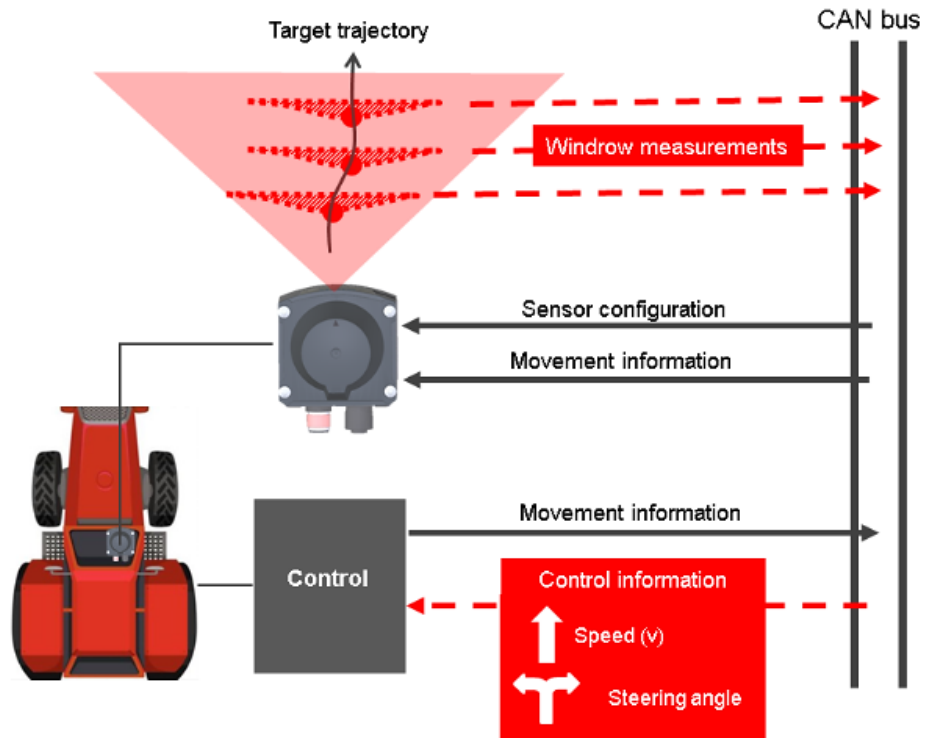 CAN bus
Target trajectory
Windrow measurements
Sensor configuration
Movement information
Movement information
Control
Control information
Speed (v)
Steering angle